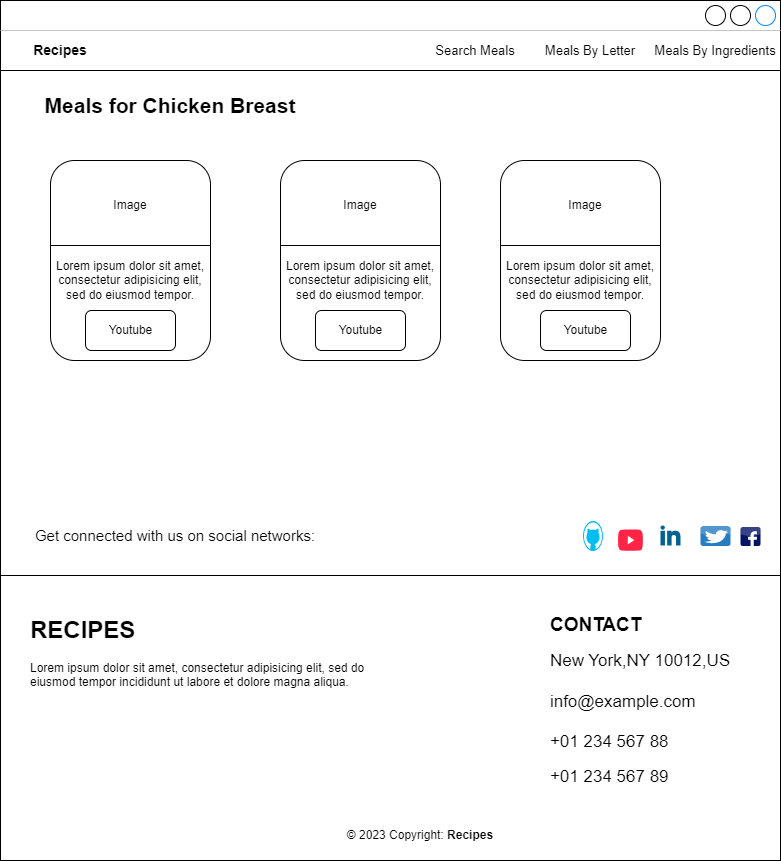 Recipes
Search Meals
Meals By Letter
Meals By Ingredients
Meals for Chicken Breast
Image
Lorem ipsum dolor sit amet,
consectetur adipisicing elit,
sed do eiusmod tempor.
Youtube
Image
Lorem ipsum dolor sit amet,
consectetur adipisicing elit,
sed do eiusmod tempor.
Youtube
Image
Lorem ipsum dolor sit amet,
consectetur adipisicing elit,
sed do eiusmod tempor.
Youtube
Get connected with us on social networks:
in
f
RECIPES
Lorem ipsum dolor sit amet, consectetur adipisicing elit, sed do
eiusmod tempor incididunt ut labore et dolore magna aliqua.
CONTACT
New York,NY 10012,US
info@example.com
+01 234 567 88
+01 234 567 89
© 2023 Copyright: Recipes